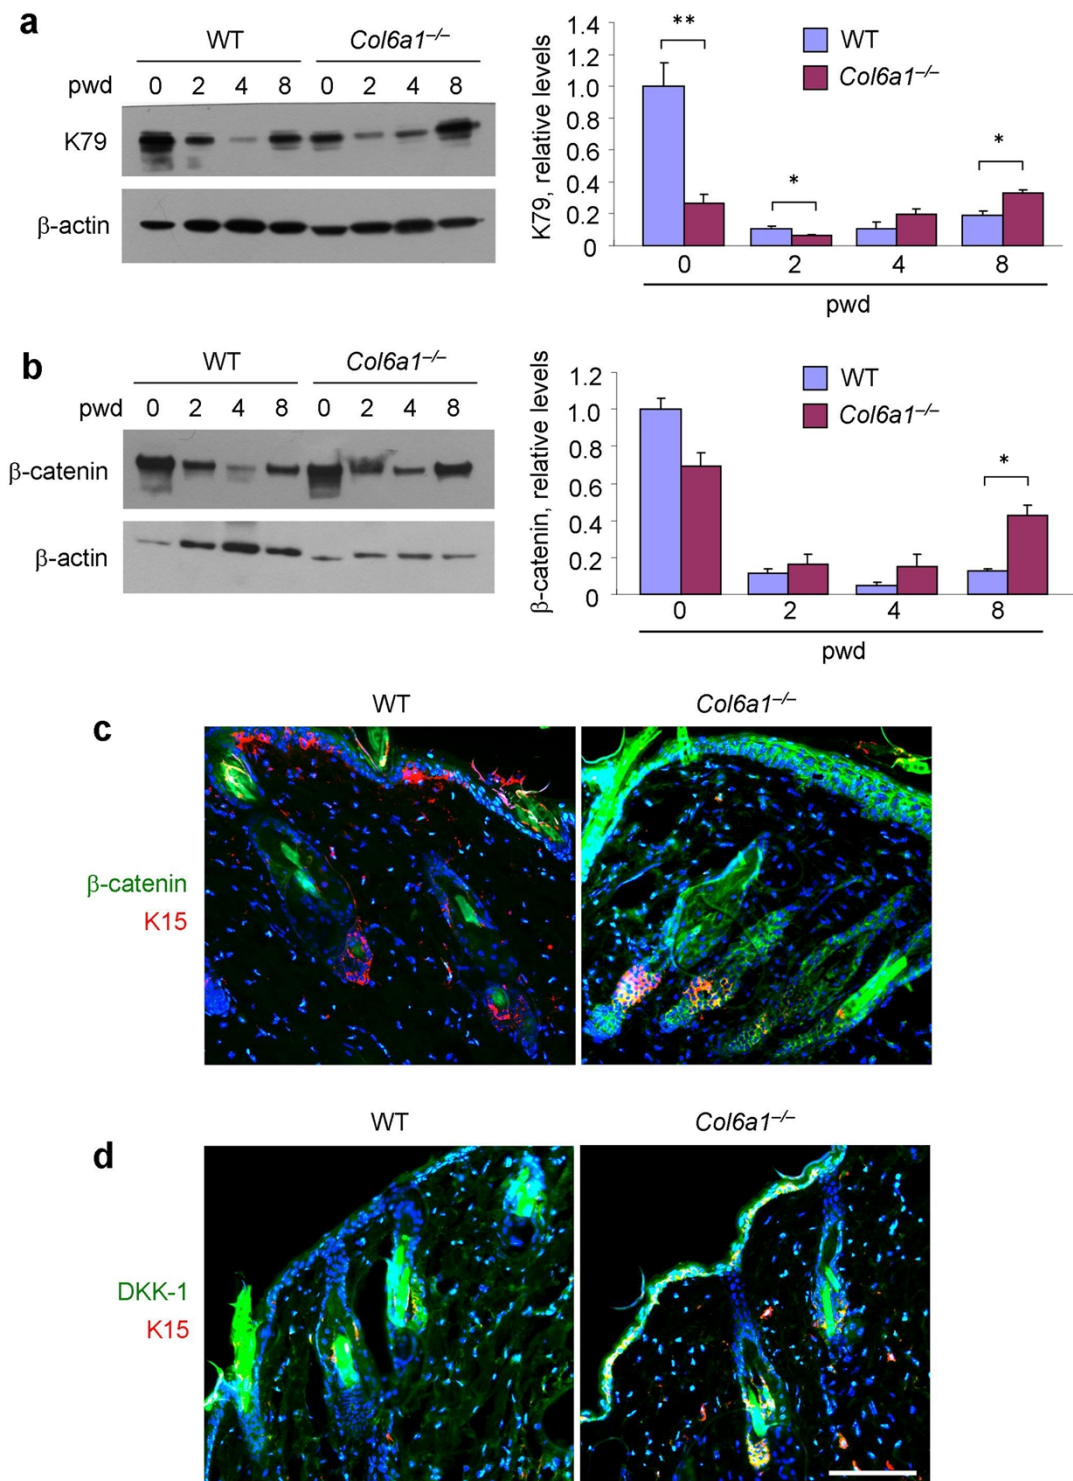 a
WT Col6a1–/–
pwd 0 2 4 8 0 2 4 8
K79
β-actin
K79, relative levels
1.4
1.2
1.0
0.8
0.6
0.4
0.2
0
** * *
WT
Col6a1–/–
0 2 4 8
pwd
b
WT Col6a1–/–
pwd 0 2 4 8 0 2 4 8
β-catenin
β-actin
β-catenin, relative levels
1.2
1.0
0.8
0.6
0.4
0.2
0
*
WT
Col6a1–/–
0 2 4 8
pwd
c
WT Col6a1–/–
β-catenin
K15
d
WT Col6a1–/–
DKK-1
K15